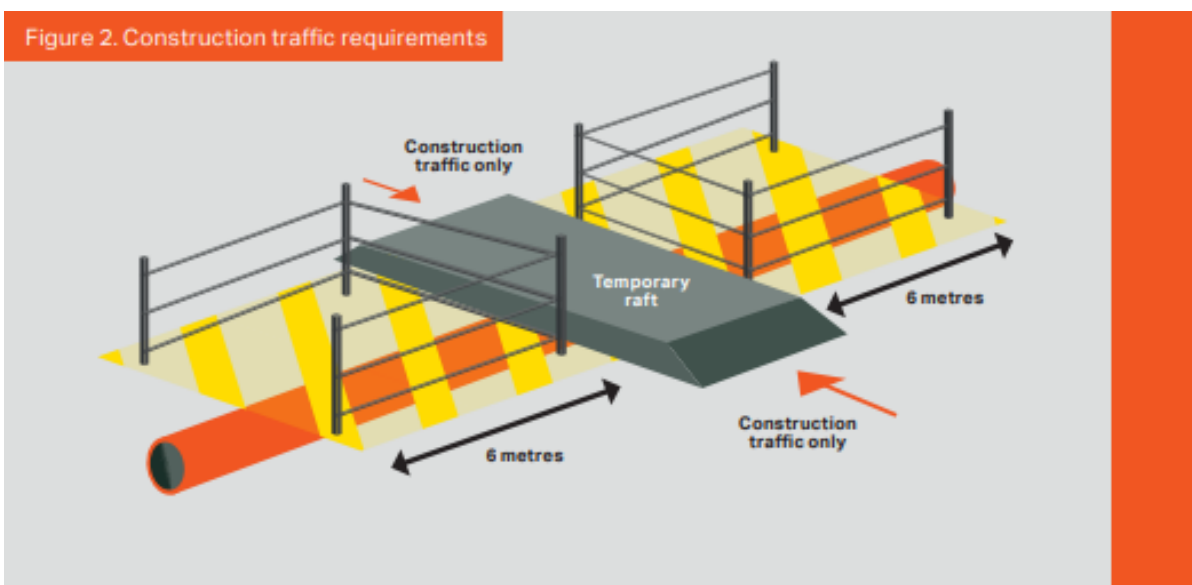 Figure 2. Construction traffic requirements
Construction
traffic only
Temporary
raft
6 metres
Construction
traffic only
6 metres